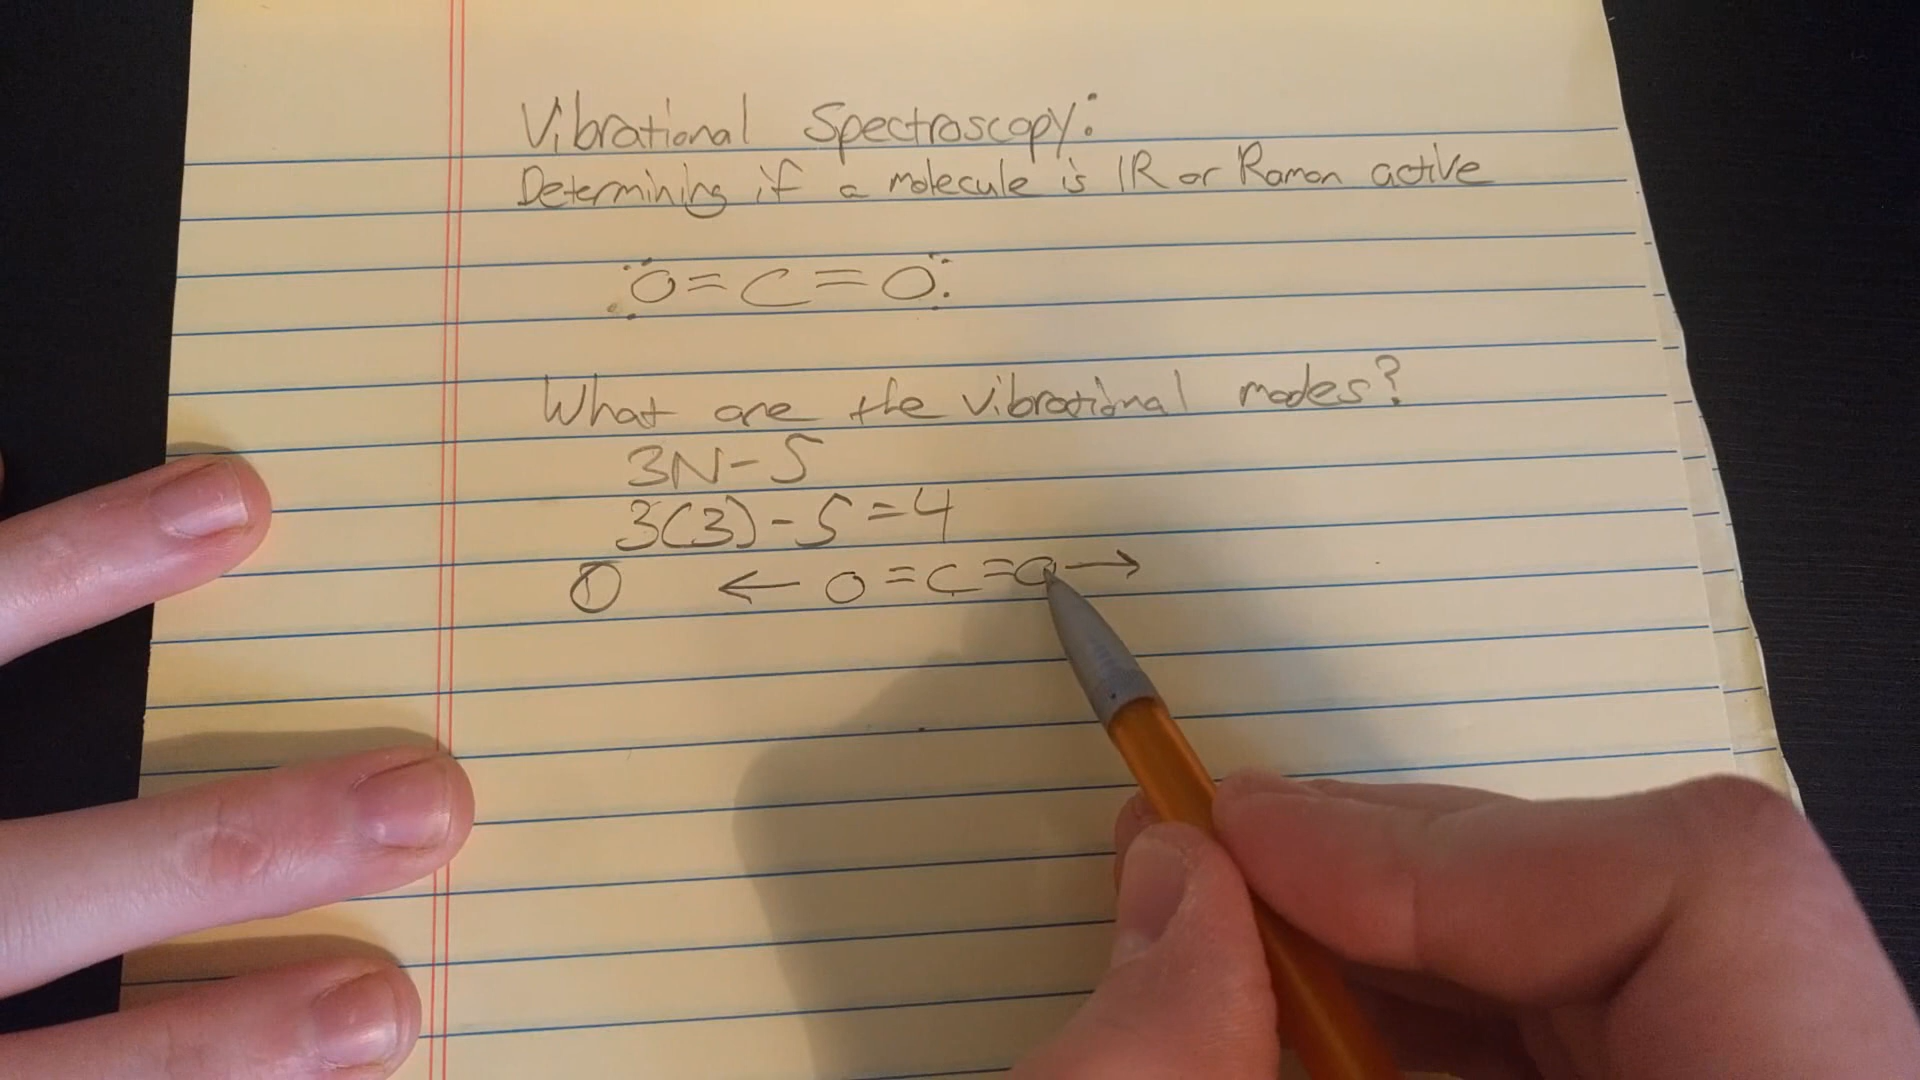 Vibrational Spectroscopy:
Determining if a molecule is IR or Raman active
:O=C=O:
What are the vibrational modes?
3N-5
3(3)-5=4
① ← O=C=O →